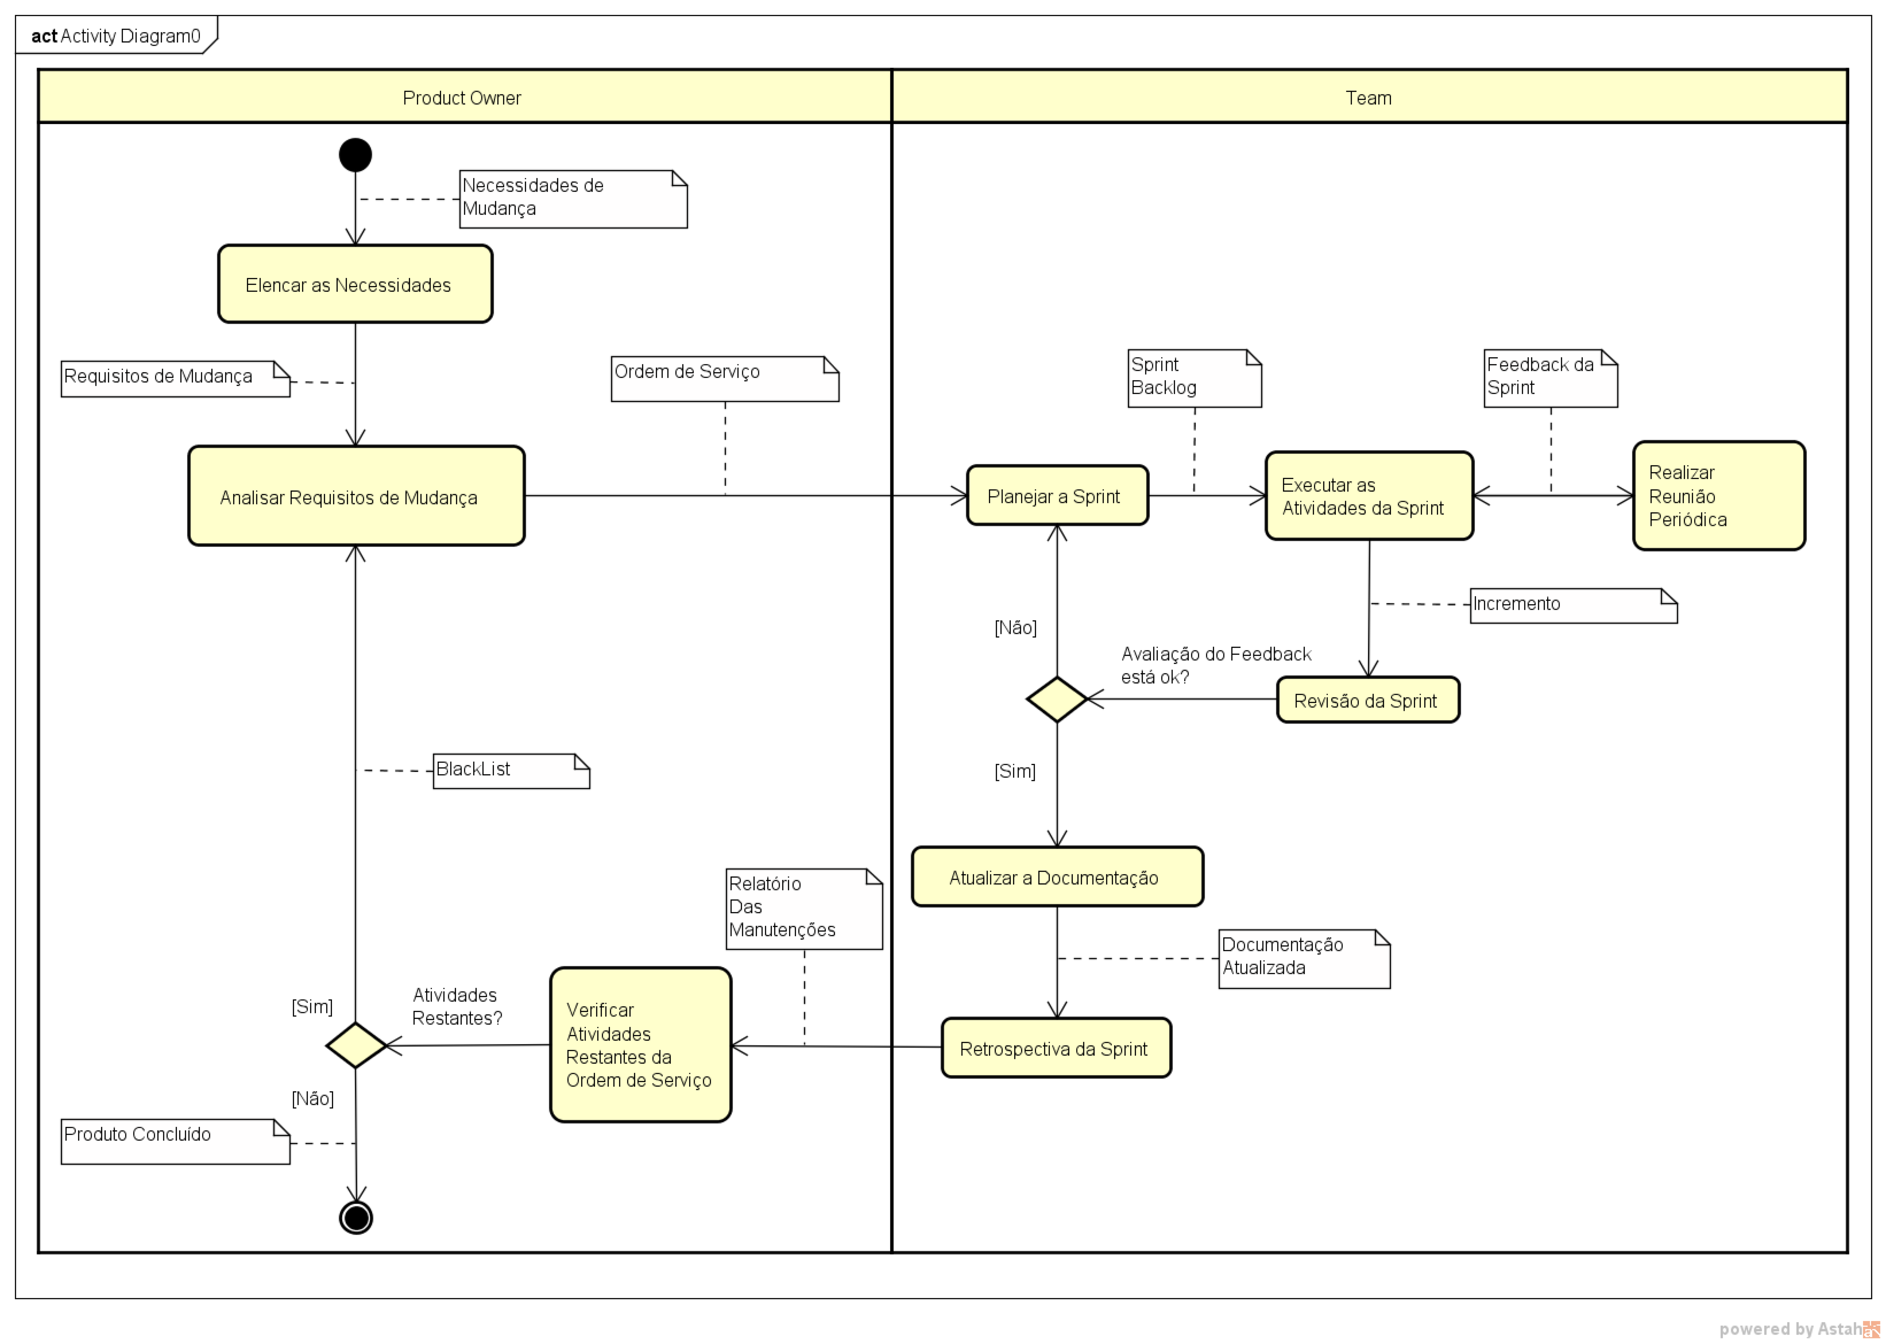 act Activity Diagram0
Product Owner
Team
Necessidades de
Mudança
Elencar as Necessidades
Requisitos de Mudança
Ordem de Serviço
Sprint
Backlog
Feedback da
Sprint
Analisar Requisitos de Mudança
Planejar a Sprint
Executar as
Atividades da Sprint
Realizar
Reunião
Periódica
Incremento
[Não]
Avaliação do Feedback
está ok?
Revisão da Sprint
[Sim]
BlackList
Atualizar a Documentação
Relatório
Das
Manutenções
Documentação
Atualizada
[Sim]
Atividades
Restantes?
Verificar
Atividades
Restantes da
Ordem de Serviço
Retrospectiva da Sprint
[Não]
Produto Concluído
powered by Astah